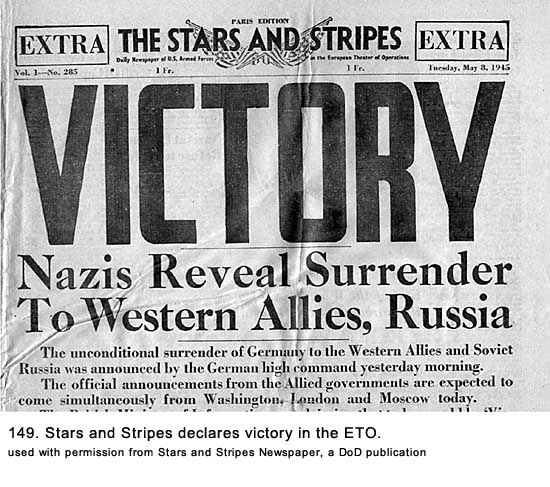 PARIS EDITION
EXTRA THE STARS AND STRIPES EXTRA
Daily Newspaper of U.S. Armed Forces in the European Theater of Operations
Vol. 1—No. 285 1 Fr. 1 Fr. Tuesday, May 8, 1945
VICTORY
Nazis Reveal Surrender
To Western Allies, Russia
The unconditional surrender of Germany to the Western Allies and Soviet
Russia was announced by the German high command yesterday morning.
The official announcements from the Allied governments are expected to
come simultaneously from Washington, London and Moscow today.
149. Stars and Stripes declares victory in the ETO.
used with permission from Stars and Stripes Newspaper, a DoD publication